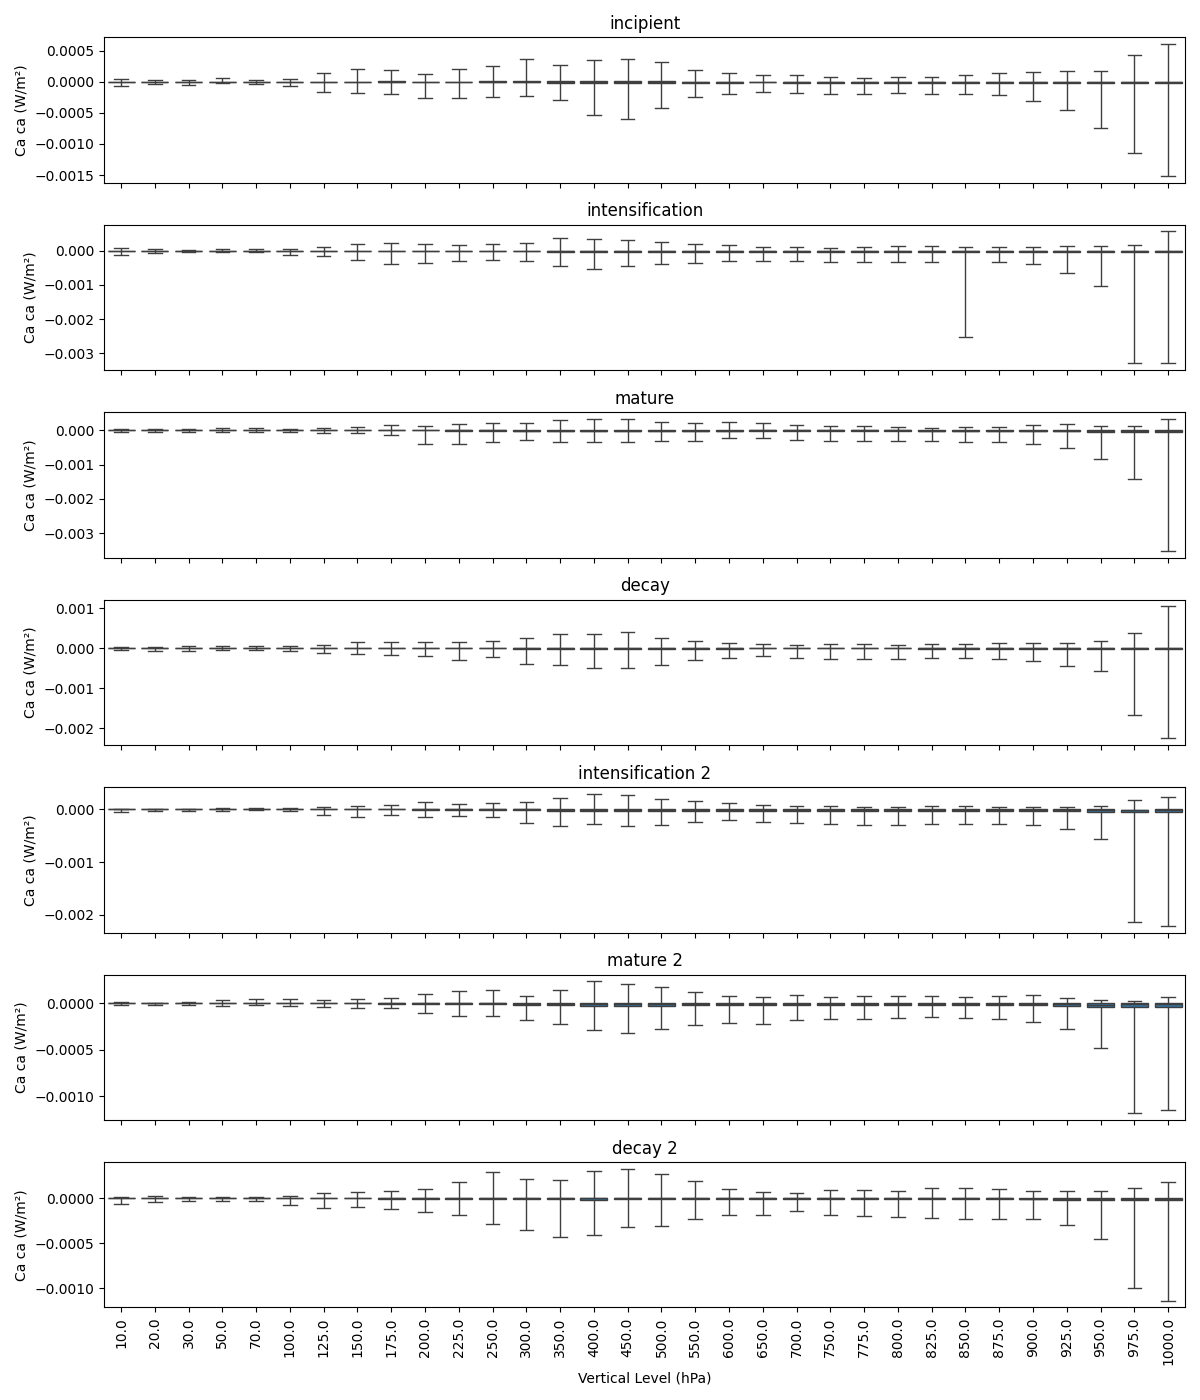 incipient
0.0005
0.0000
−0.0005
−0.0010
−0.0015
Ca ca (W/m²)
intensification
0.000
−0.001
−0.002
−0.003
Ca ca (W/m²)
mature
0.000
−0.001
−0.002
−0.003
Ca ca (W/m²)
decay
0.001
0.000
−0.001
−0.002
Ca ca (W/m²)
intensification 2
0.000
−0.001
−0.002
Ca ca (W/m²)
mature 2
0.0000
−0.0005
−0.0010
Ca ca (W/m²)
decay 2
0.0000
−0.0005
−0.0010
Ca ca (W/m²)
10.0 20.0 30.0 50.0 70.0 100.0 125.0 150.0 175.0 200.0 225.0 250.0 300.0 350.0 400.0 450.0 500.0 550.0 600.0 650.0 700.0 750.0 775.0 800.0 825.0 850.0 875.0 900.0 925.0 950.0 975.0 1000.0
Vertical Level (hPa)